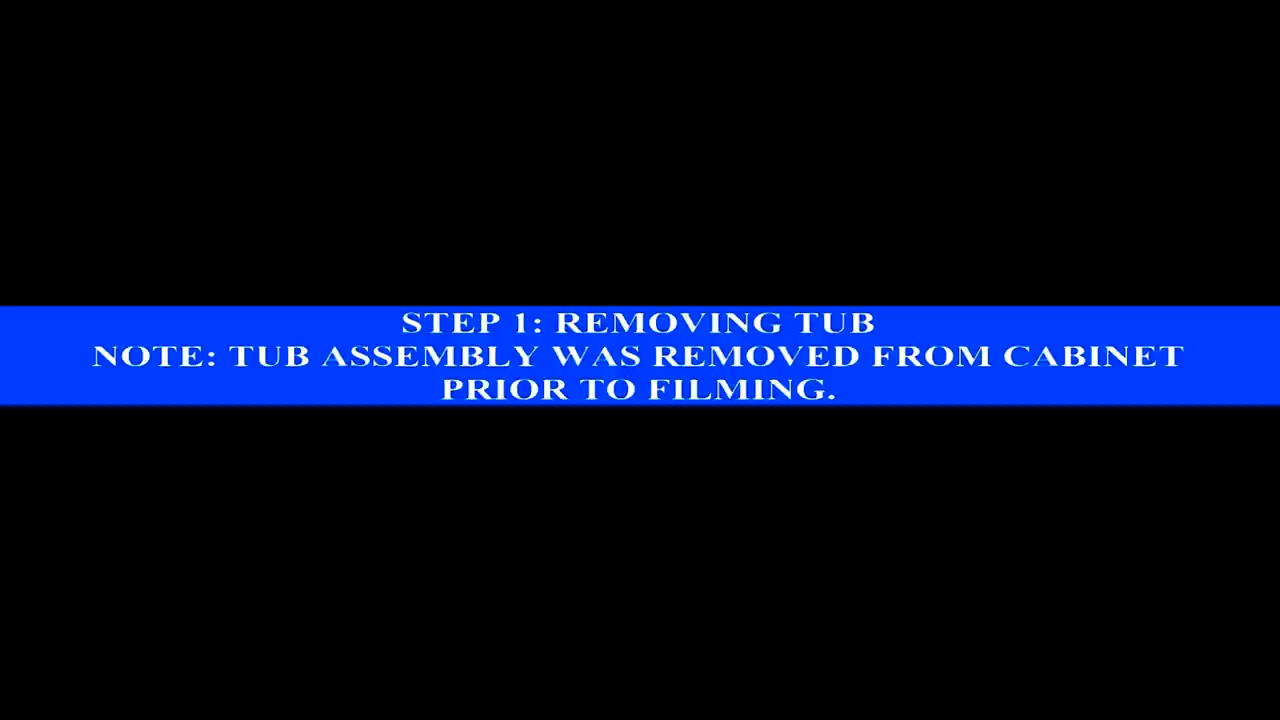 STEP 1: REMOVING TUB
NOTE: TUB ASSEMBLY WAS REMOVED FROM CABINET
PRIOR TO FILMING.